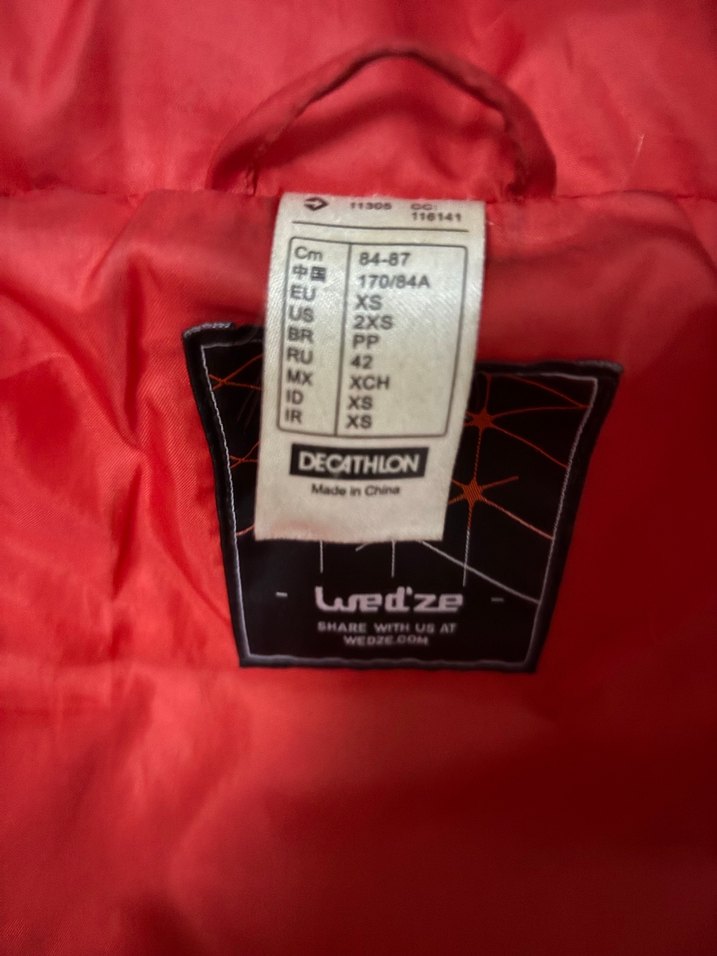 11305 CC:
116141
Cm 84-87
中国 170/84A
EU XS
US 2XS
BR PP
RU 42
MX XCH
ID XS
IR XS
DECATHLON
Made in China
wed'ze
SHARE WITH US AT
WEDZE.COM